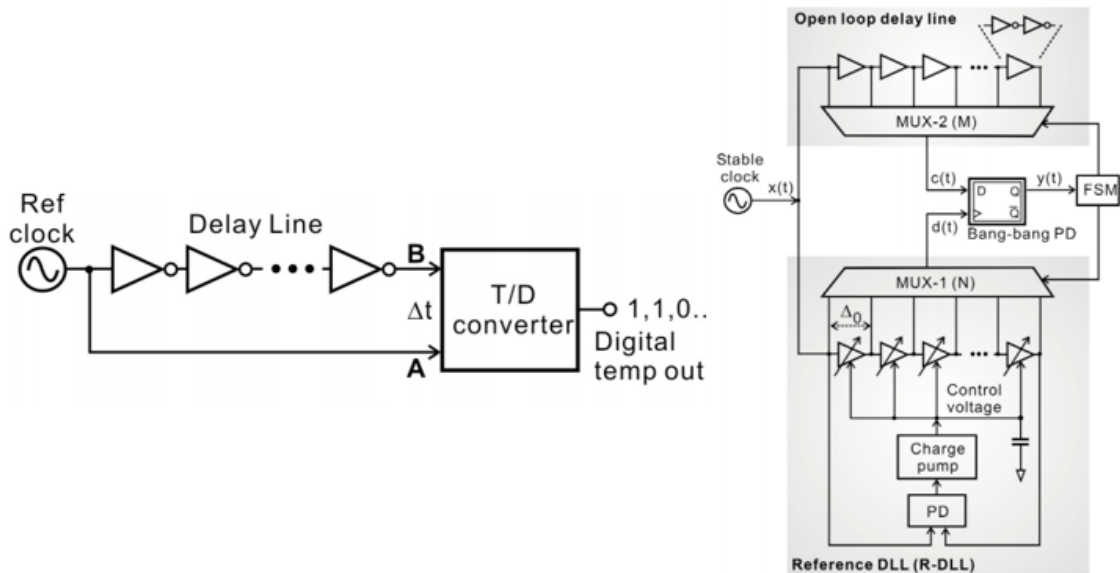 Ref
clock
Delay Line
B
Δt
A
T/D
converter
1,1,0..
Digital
temp out
Open loop delay line
MUX-2 (M)
Stable
clock
x(t)
c(t)
D Q
Q̅
y(t)
FSM
d(t)
Bang-bang PD
MUX-1 (N)
Δ₀
Control
voltage
Charge
pump
PD
Reference DLL (R-DLL)